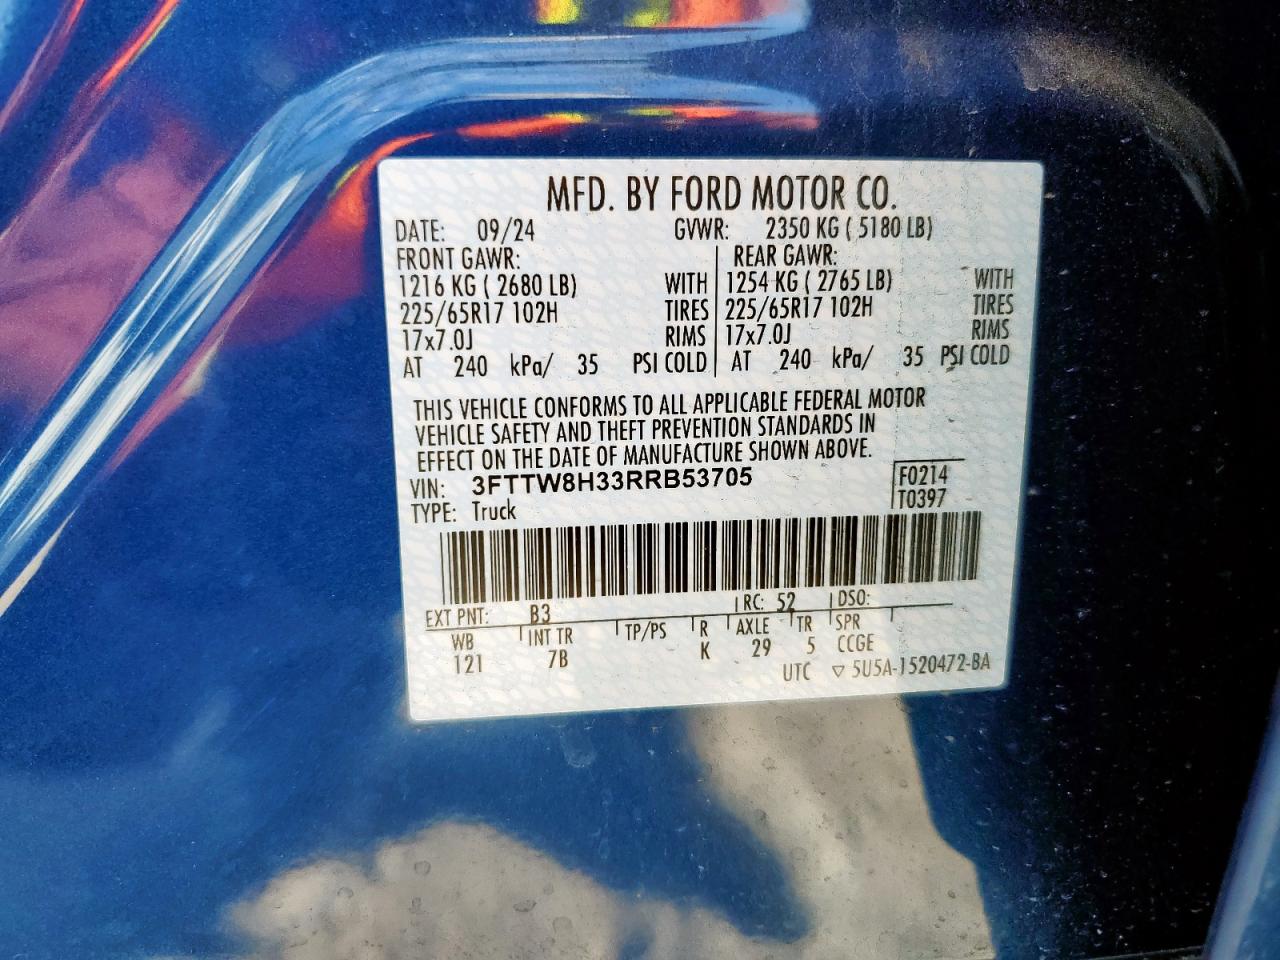 MFD. BY FORD MOTOR CO.
DATE: 09/24 GVWR: 2350 KG ( 5180 LB)
FRONT GAWR: REAR GAWR:
1216 KG ( 2680 LB) WITH 1254 KG ( 2765 LB) WITH
225/65R17 102H TIRES 225/65R17 102H TIRES
17x7.0J RIMS 17x7.0J RIMS
AT 240 kPa/ 35 PSI COLD AT 240 kPa/ 35 PSI COLD
THIS VEHICLE CONFORMS TO ALL APPLICABLE FEDERAL MOTOR
VEHICLE SAFETY AND THEFT PREVENTION STANDARDS IN
EFFECT ON THE DATE OF MANUFACTURE SHOWN ABOVE.
VIN: 3FTTW8H33RRB53705 F0214
TYPE: Truck T0397
EXT PNT: B3 RC: 52 DSO:
WB INT TR TP/PS R AXLE TR SPR
121 7B K 29 5 CCGE
UTC ▽ 5U5A-1520472-BA